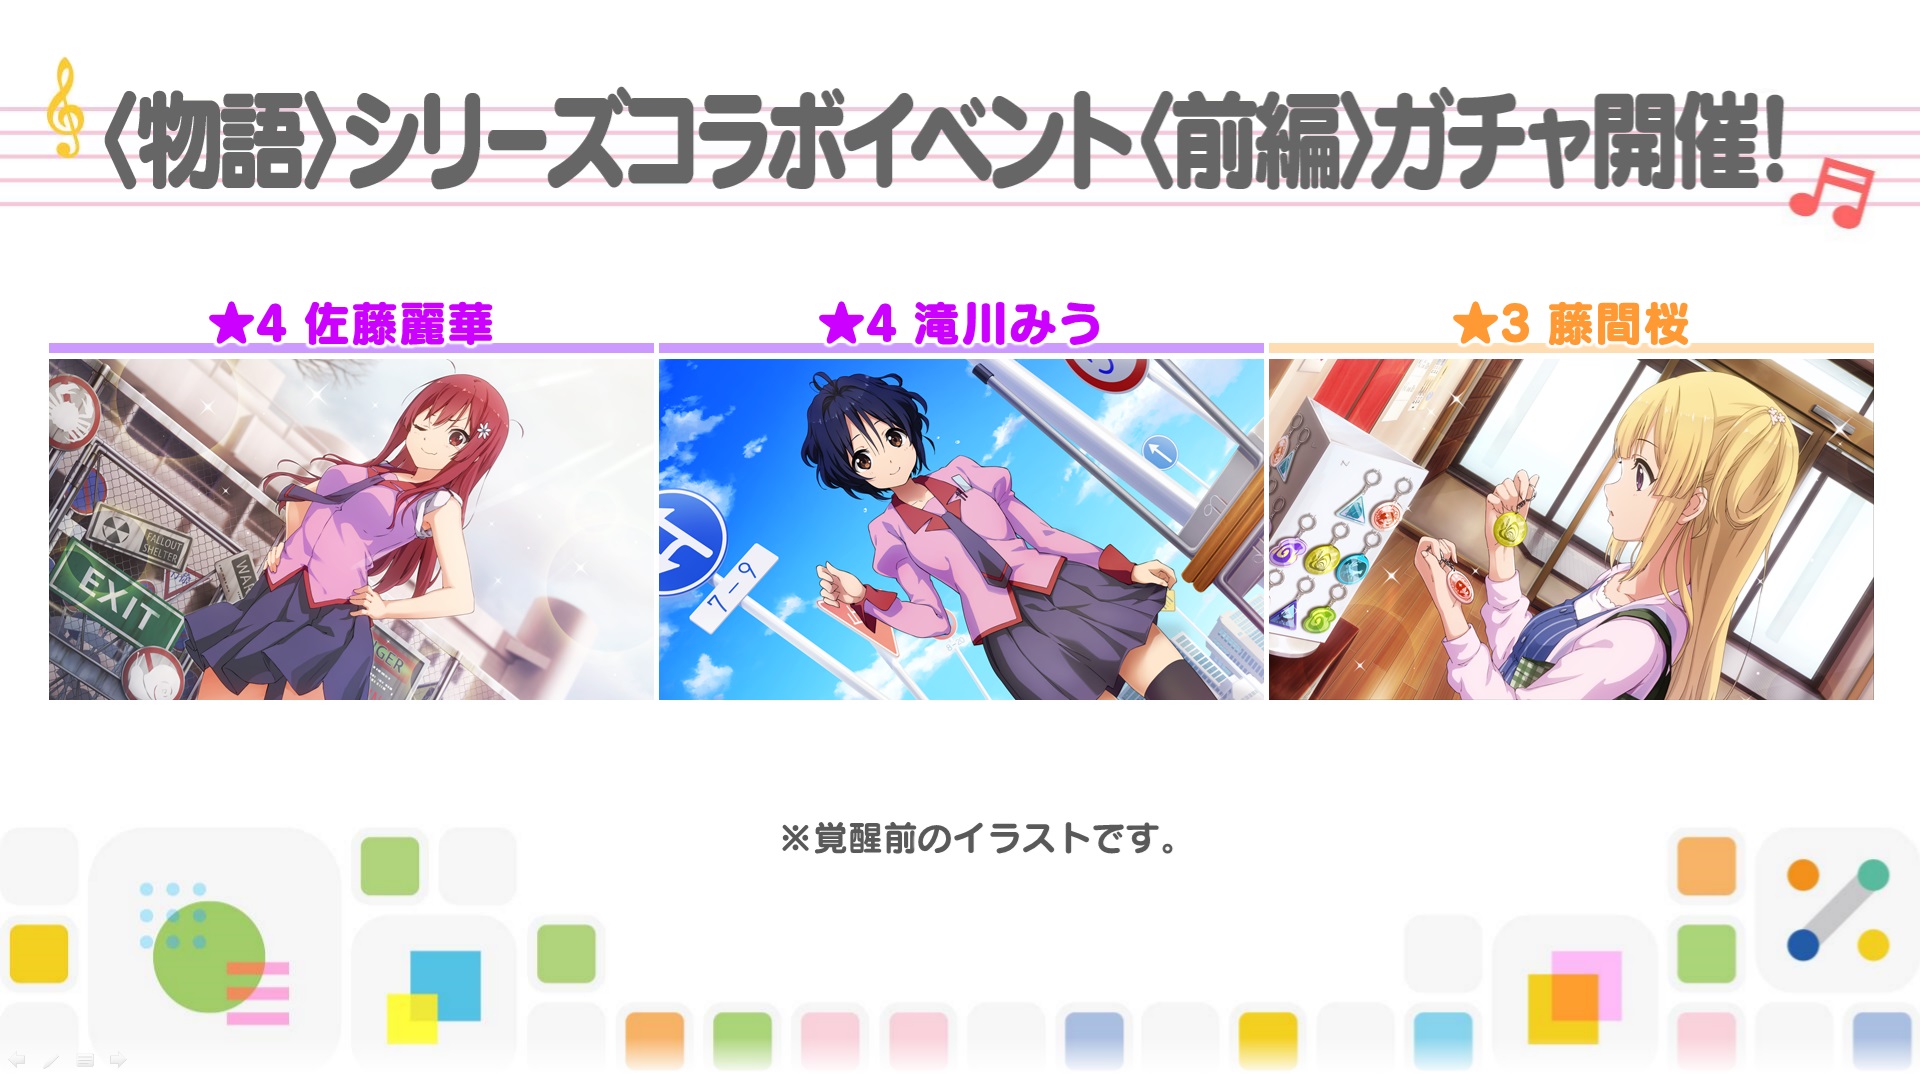 〈物語〉シリーズコラボイベント〈前編〉ガチャ開催!
★4 佐藤麗華
★4 滝川みう
★3 藤間桜
FALLOUT
SHELTER
EXIT
7-9
※覚醒前のイラストです。